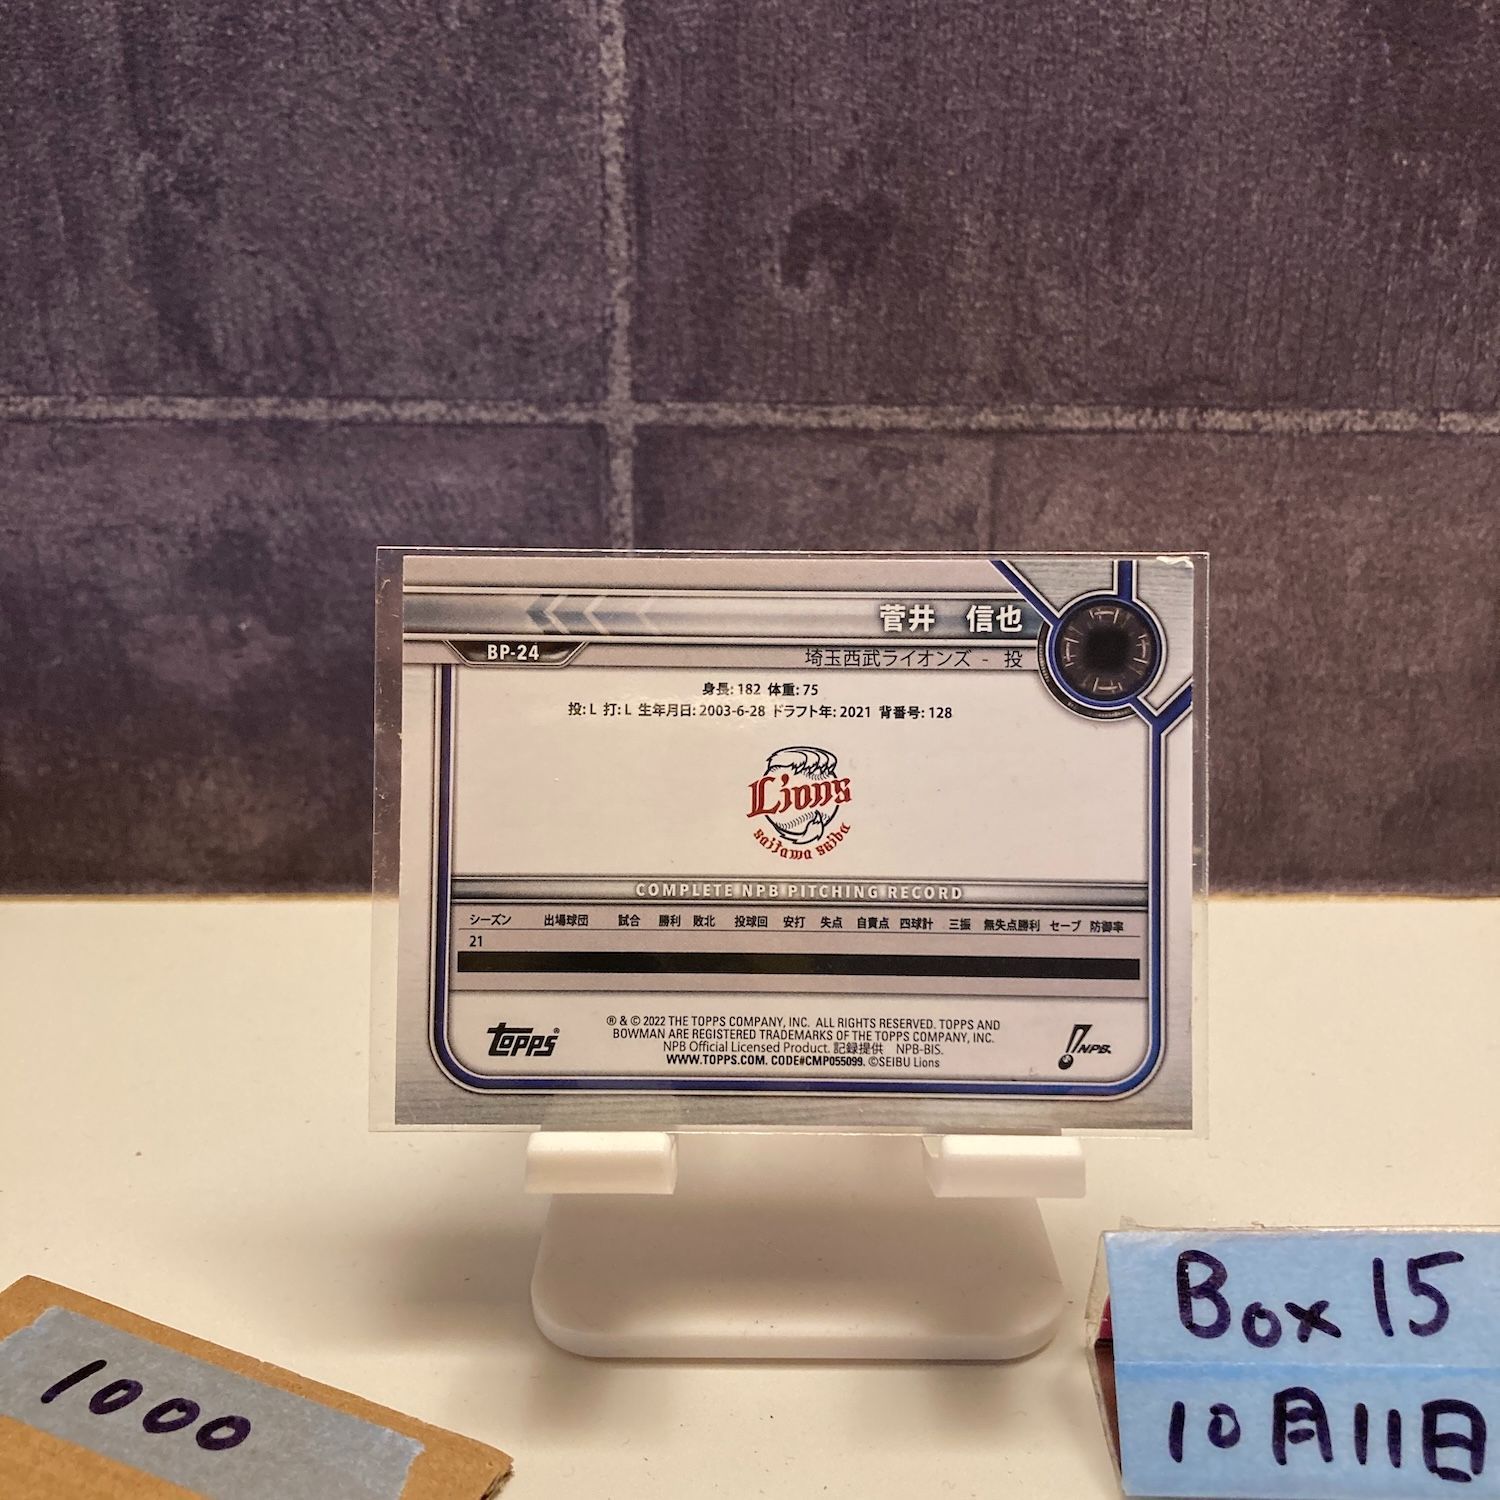 菅井 信也
BP-24
埼玉西武ライオンズ - 投
身長: 182 体重: 75
投: L 打: L 生年月日: 2003-6-28 ドラフト年: 2021 背番号: 128
Lions
Saitama Seibu
COMPLETE NPB PITCHING RECORD
シーズン 出場球団 試合 勝利 敗北 投球回 安打 失点 自責点 四球計 三振 無失点勝利 セーブ 防御率
21
topps®
® & © 2022 THE TOPPS COMPANY, INC. ALL RIGHTS RESERVED. TOPPS AND
BOWMAN ARE REGISTERED TRADEMARKS OF THE TOPPS COMPANY, INC.
NPB Official Licensed Product. 記録提供 NPB-BIS.
WWW.TOPPS.COM. CODE#CMP055099. ©SEIBU Lions
NPB
Box 15
10月11日
1000